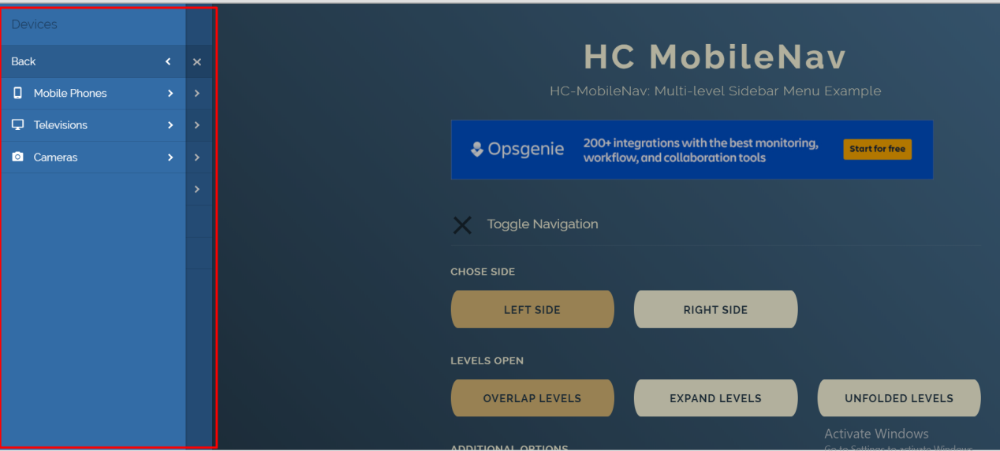 Devices
Back
Mobile Phones
Televisions
Cameras
HC MobileNav
HC-MobileNav: Multi-level Sidebar Menu Example
Opsgenie
200+ integrations with the best monitoring,
workflow, and collaboration tools
Start for free
Toggle Navigation
CHOSE SIDE
LEFT SIDE
RIGHT SIDE
LEVELS OPEN
OVERLAP LEVELS
EXPAND LEVELS
UNFOLDED LEVELS
Activate Windows
Go to Settings to activate Windows.
ADDITIONAL OPTIONS